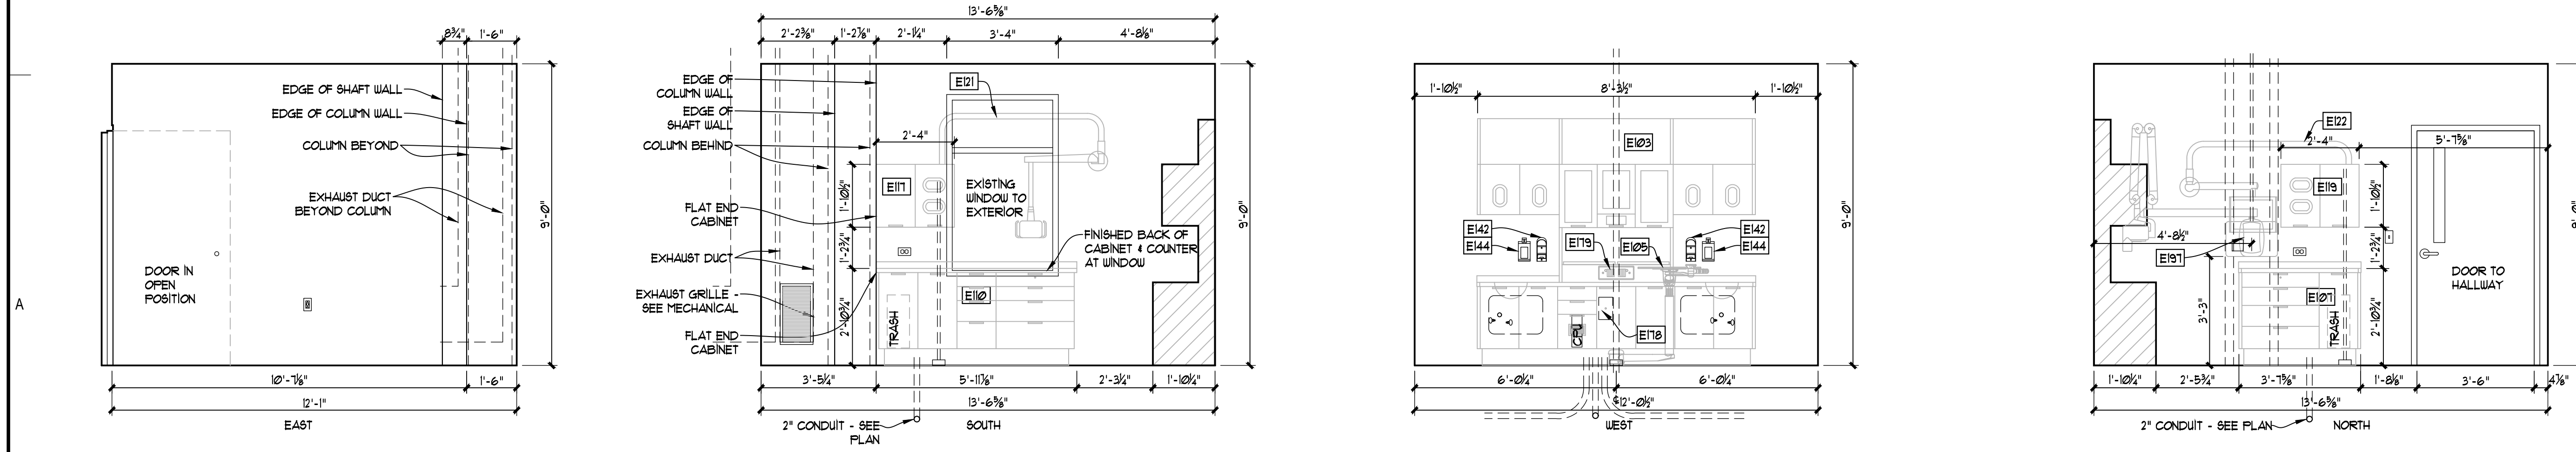 A
8¾"
1'-6"
EDGE OF SHAFT WALL
EDGE OF COLUMN WALL
COLUMN BEYOND
EXHAUST DUCT
BEYOND COLUMN
DOOR IN
OPEN
POSITION
9'-0"
10'-7⅛"
1'-6"
12'-1"
EAST
13'-6⅝"
2'-2⅜"
1'-2⅞"
2'-1¼"
3'-4"
4'-8⅛"
EDGE OF
COLUMN WALL
EDGE OF
SHAFT WALL
COLUMN BEHIND
FLAT END
CABINET
EXHAUST DUCT
EXHAUST GRILLE -
SEE MECHANICAL
FLAT END
CABINET
E121
2'-4"
E117
1'-10½"
1'-2¾"
2'-10¾"
EXISTING
WINDOW TO
EXTERIOR
FINISHED BACK OF
CABINET & COUNTER
AT WINDOW
E110
TRASH
9'-0"
3'-5¼"
5'-11⅞"
2'-3¼"
1'-10¼"
13'-6⅝"
2" CONDUIT - SEE
PLAN
SOUTH
1'-10½"
8'-3½"
1'-10½"
E103
E142
E144
E179
E105
E142
E144
CPU
E178
9'-0"
6'-0¼"
6'-0¼"
12'-0½"
WEST
E122
2'-4"
5'-7⅝"
E119
1'-10½"
4'-8½"
1'-2¾"
E197
3'-3"
E107
2'-10¾"
TRASH
DOOR TO
HALLWAY
1'-10¼"
2'-5¾"
3'-7⅝"
1'-8⅛"
3'-6"
4⅞"
13'-6⅝"
2" CONDUIT - SEE PLAN
NORTH